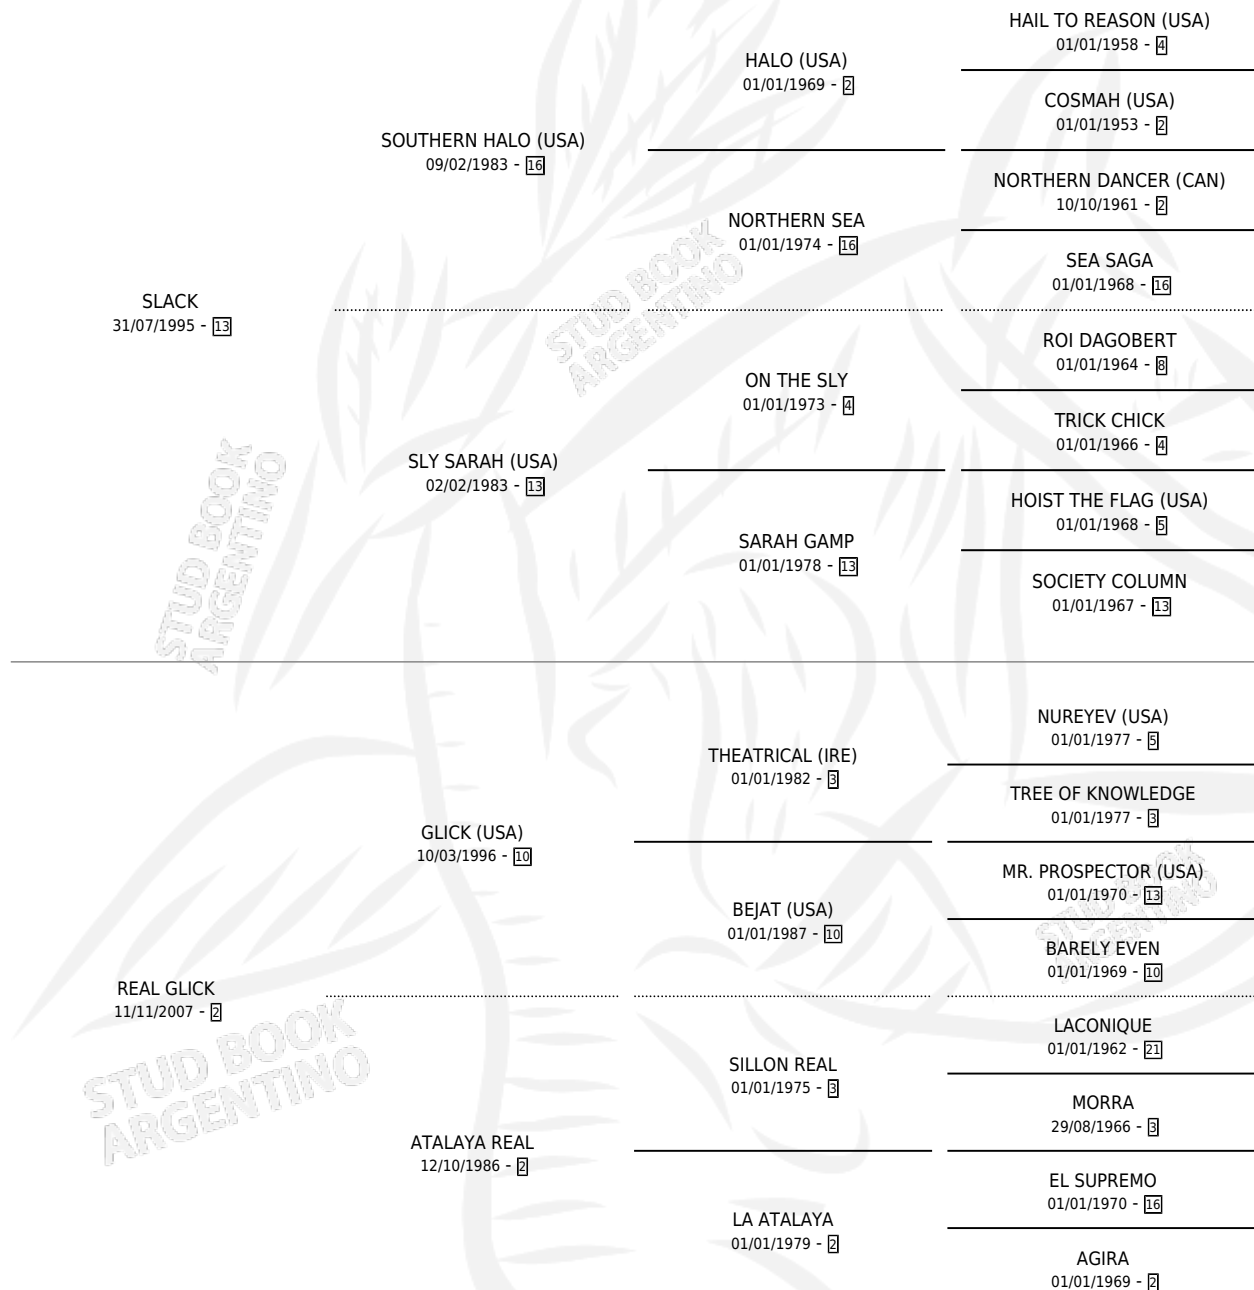 HAIL TO REASON (USA)
01/01/1958 - 4
HALO (USA)
01/01/1969 - 2
COSMAH (USA)
01/01/1953 - 2
SOUTHERN HALO (USA)
09/02/1983 - 16
NORTHERN DANCER (CAN)
10/10/1961 - 2
NORTHERN SEA
01/01/1974 - 16
SEA SAGA
01/01/1968 - 16
SLACK
31/07/1995 - 13
ROI DAGOBERT
01/01/1964 - 8
ON THE SLY
01/01/1973 - 4
TRICK CHICK
01/01/1966 - 4
SLY SARAH (USA)
02/02/1983 - 13
HOIST THE FLAG (USA)
01/01/1968 - 5
SARAH GAMP
01/01/1978 - 13
SOCIETY COLUMN
01/01/1967 - 13
NUREYEV (USA)
01/01/1977 - 5
THEATRICAL (IRE)
01/01/1982 - 3
TREE OF KNOWLEDGE
01/01/1977 - 3
GLICK (USA)
10/03/1996 - 10
MR. PROSPECTOR (USA)
01/01/1970 - 13
BEJAT (USA)
01/01/1987 - 10
BARELY EVEN
01/01/1969 - 10
REAL GLICK
11/11/2007 - 2
LACONIQUE
01/01/1962 - 21
SILLON REAL
01/01/1975 - 3
MORRA
29/08/1966 - 3
ATALAYA REAL
12/10/1986 - 2
EL SUPREMO
01/01/1970 - 16
LA ATALAYA
01/01/1979 - 2
AGIRA
01/01/1969 - 2
STUD BOOK
ARGENTINO
STUD BOOK
ARGENTINO
STUD BOOK
ARGENTINO
STUD BOOK
ARGENTINO